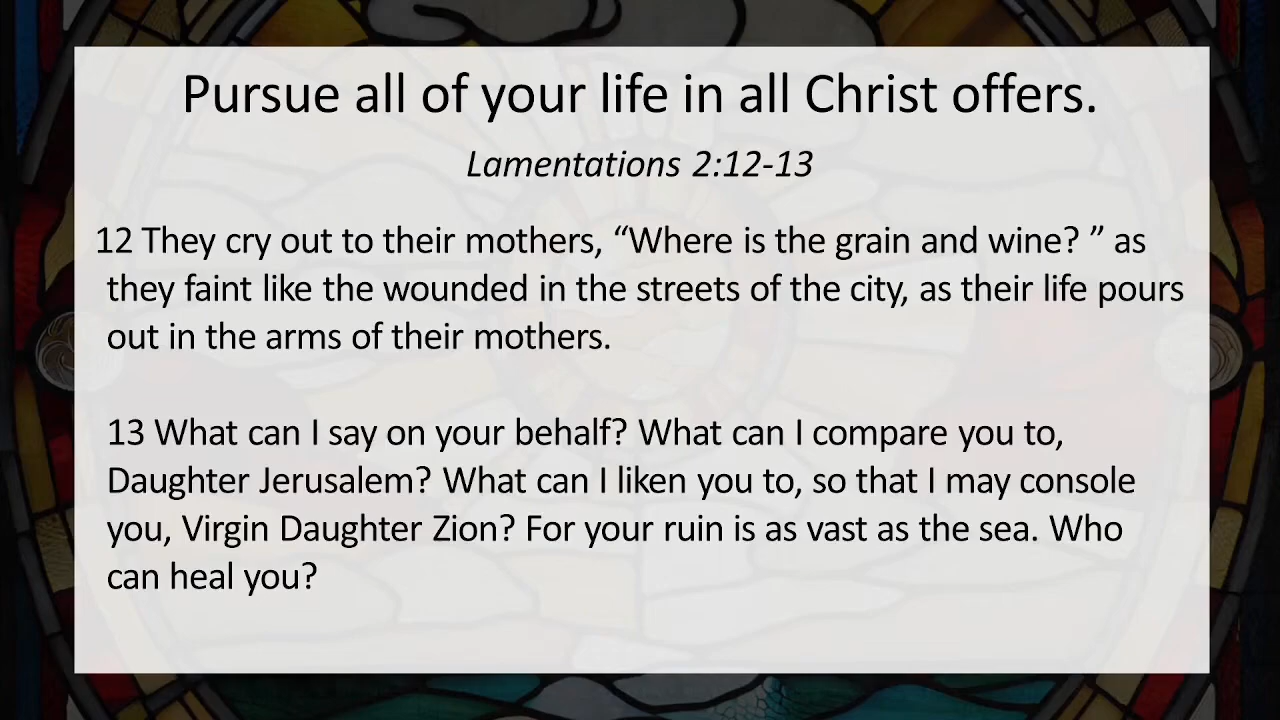 Pursue all of your life in all Christ offers.
Lamentations 2:12-13
12 They cry out to their mothers, “Where is the grain and wine? ” as
they faint like the wounded in the streets of the city, as their life pours
out in the arms of their mothers.
13 What can I say on your behalf? What can I compare you to,
Daughter Jerusalem? What can I liken you to, so that I may console
you, Virgin Daughter Zion? For your ruin is as vast as the sea. Who
can heal you?